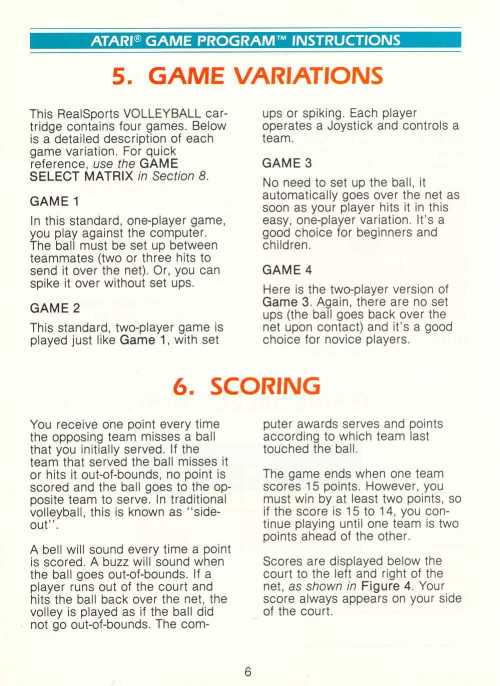 ATARI® GAME PROGRAM™ INSTRUCTIONS
5. GAME VARIATIONS
This RealSports VOLLEYBALL car-
tridge contains four games. Below
is a detailed description of each
game variation. For quick
reference, use the GAME
SELECT MATRIX in Section 8.
GAME 1
In this standard, one-player game,
you play against the computer.
The ball must be set up between
teammates (two or three hits to
send it over the net). Or, you can
spike it over without set ups.
GAME 2
This standard, two-player game is
played just like Game 1, with set
ups or spiking. Each player
operates a Joystick and controls a
team.
GAME 3
No need to set up the ball, it
automatically goes over the net as
soon as your player hits it in this
easy, one-player variation. It's a
good choice for beginners and
children.
GAME 4
Here is the two-player version of
Game 3. Again, there are no set
ups (the ball goes back over the
net upon contact) and it's a good
choice for novice players.
6. SCORING
You receive one point every time
the opposing team misses a ball
that you initially served. If the
team that served the ball misses it
or hits it out-of-bounds, no point is
scored and the ball goes to the op-
posite team to serve. In traditional
volleyball, this is known as "side-
out".
A bell will sound every time a point
is scored. A buzz will sound when
the ball goes out-of-bounds. If a
player runs out of the court and
hits the ball back over the net, the
volley is played as if the ball did
not go out-of-bounds. The com-
puter awards serves and points
according to which team last
touched the ball.
The game ends when one team
scores 15 points. However, you
must win by at least two points, so
if the score is 15 to 14, you con-
tinue playing until one team is two
points ahead of the other.
Scores are displayed below the
court to the left and right of the
net, as shown in Figure 4. Your
score always appears on your side
of the court.
6